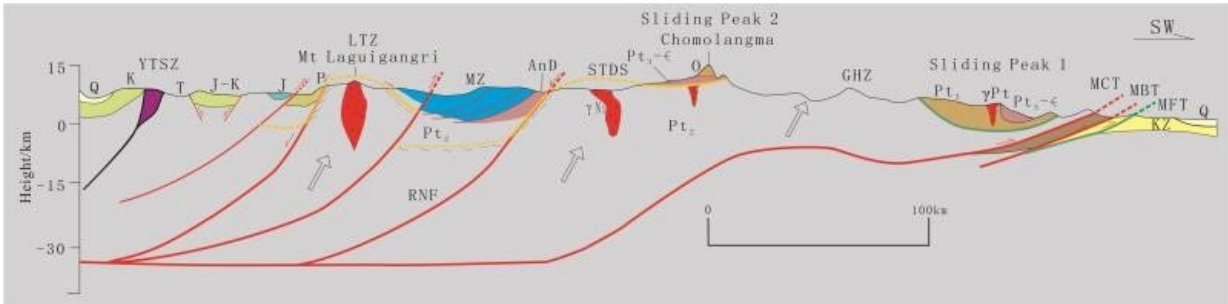 Sliding Peak 2
SW
LTZ
Chomolangma
YTSZ
Mt Laguigangri
AnD
Pt₃-€
Sliding Peak 1
15
Q
K
T
J-K
J
P
MZ
STDS
O
GHZ
MCT
MBT
MFT
Pt₂
γPt
Pt₃-€
Q
0
γN
Pt₂
Pt₂
KZ
-15
RNF
0
100km
-30
Height/km